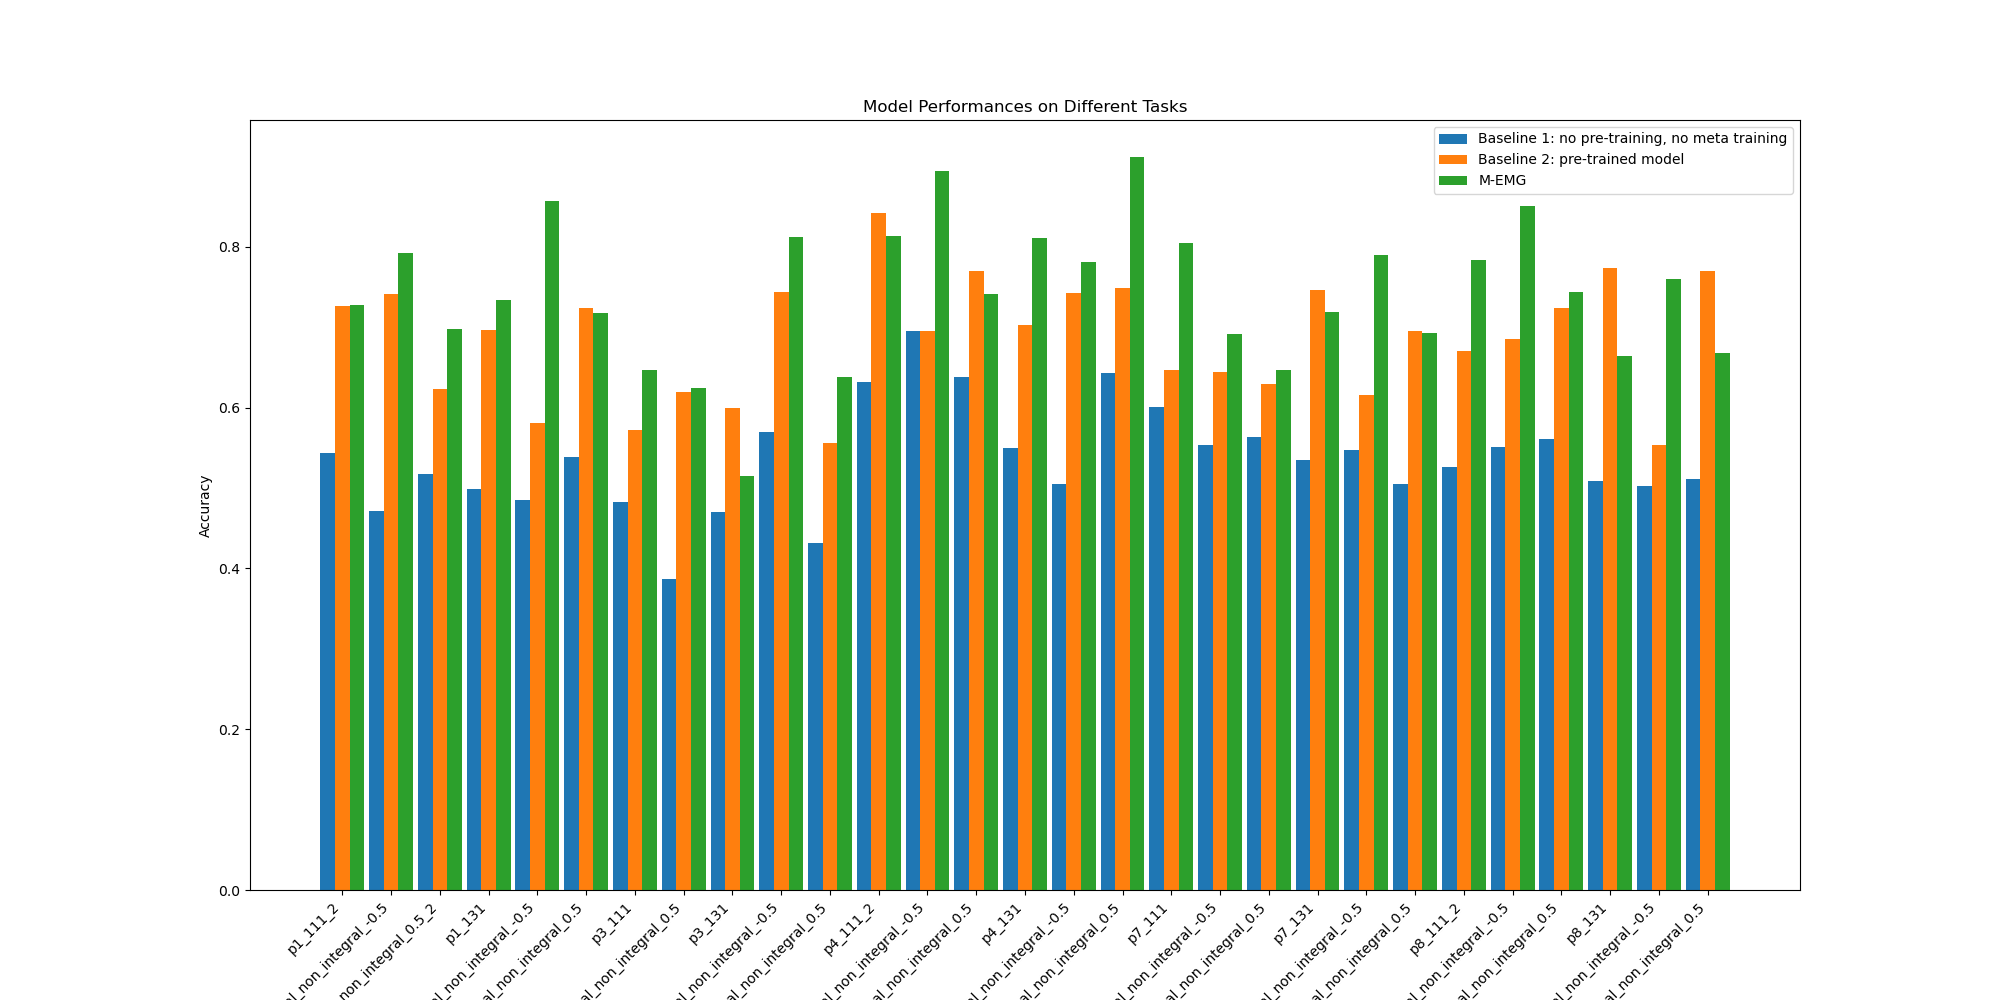 Model Performances on Different Tasks
Baseline 1: no pre-training, no meta training
Baseline 2: pre-trained model
M-EMG
Accuracy
0.8
0.6
0.4
0.2
0.0
p1_111_2
al_non_integral_-0.5
non_integral_0.5_2
p1_131
al_non_integral_-0.5
al_non_integral_0.5
p3_111
al_non_integral_0.5
p3_131
al_non_integral_-0.5
al_non_integral_0.5
p4_111_2
al_non_integral_-0.5
al_non_integral_0.5
p4_131
al_non_integral_-0.5
al_non_integral_0.5
p7_111
al_non_integral_-0.5
al_non_integral_0.5
p7_131
al_non_integral_-0.5
al_non_integral_0.5
p8_111_2
al_non_integral_-0.5
al_non_integral_0.5
p8_131
al_non_integral_-0.5
al_non_integral_0.5